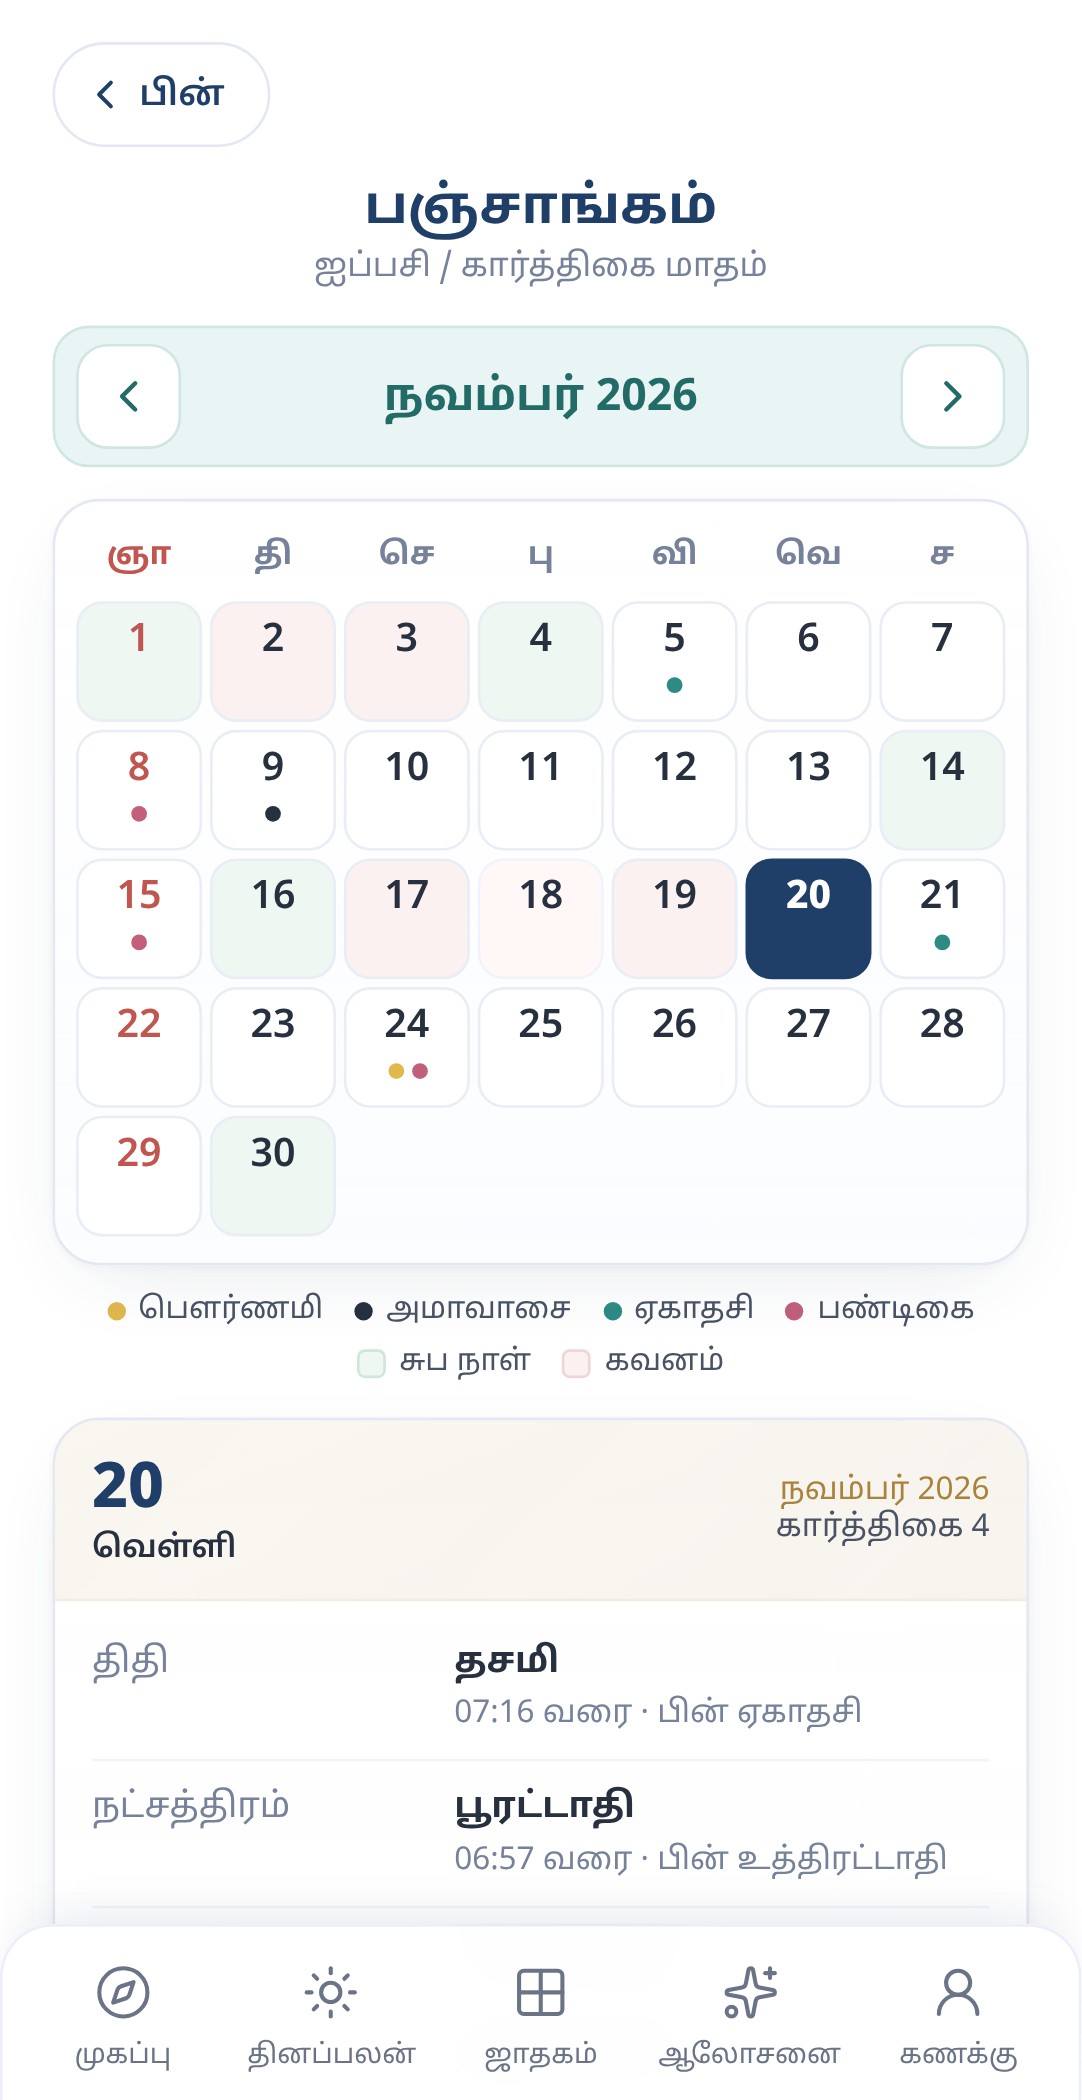 பின்
பஞ்சாங்கம்
ஐப்பசி / கார்த்திகை மாதம்
நவம்பர் 2026
ஞா தி செ பு வி வெ ச
1 2 3 4 5 6 7
8 9 10 11 12 13 14
15 16 17 18 19 20 21
22 23 24 25 26 27 28
29 30
பௌர்ணமி அமாவாசை ஏகாதசி பண்டிகை
சுப நாள் கவனம்
20
வெள்ளி
நவம்பர் 2026
கார்த்திகை 4
திதி தசமி
07:16 வரை · பின் ஏகாதசி
நட்சத்திரம் பூரட்டாதி
06:57 வரை · பின் உத்திரட்டாதி
முகப்பு தினப்பலன் ஜாதகம் ஆலோசனை கணக்கு